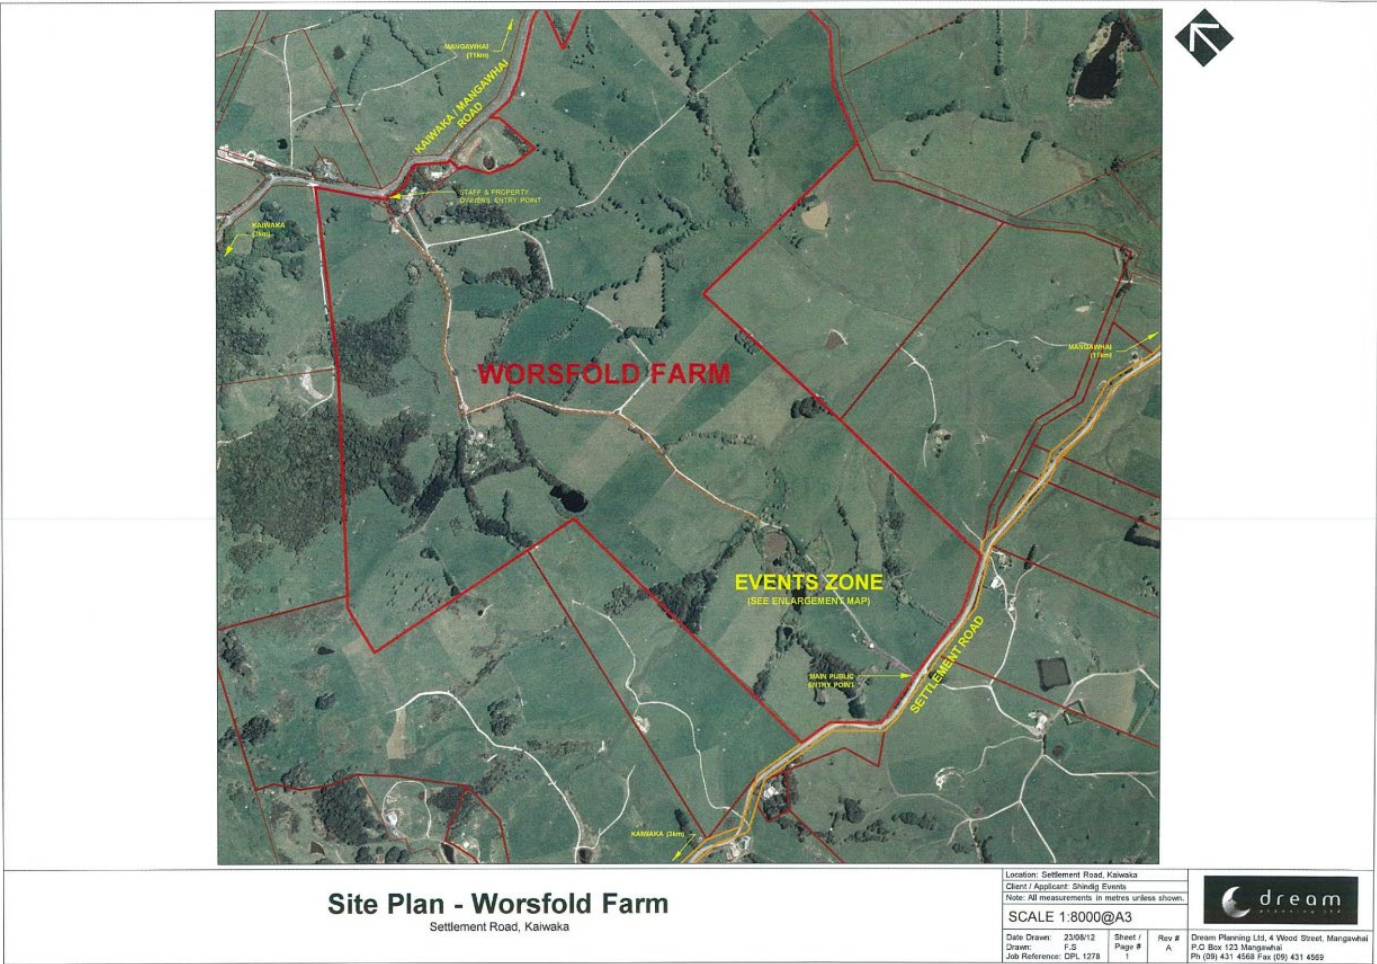 MANGAWHAI
(11km)
KAIWAKA / MANGAWHAI
ROAD
STAFF & PROPERTY
OWNERS ENTRY POINT
KAIWAKA
(3km)
WORSFOLD FARM
MANGAWHAI
(11km)
EVENTS ZONE
(SEE ENLARGEMENT MAP)
MAIN PUBLIC
ENTRY POINT
SETTLEMENT ROAD
KAIWAKA (3km)
Site Plan - Worsfold Farm
Settlement Road, Kaiwaka
Location: Settlement Road, Kaiwaka
Client / Applicant: Shindig Events
Note: All measurements in metres unless shown.
SCALE 1:8000@A3
Date Drawn: 23/08/12
Drawn: F.S
Job Reference: DPL 1278
Sheet /
Page #
1
Rev #
A
dream
planning ltd
Dream Planning Ltd, 4 Wood Street, Mangawhai
P.O Box 123 Mangawhai
Ph (09) 431 4568 Fax (09) 431 4569